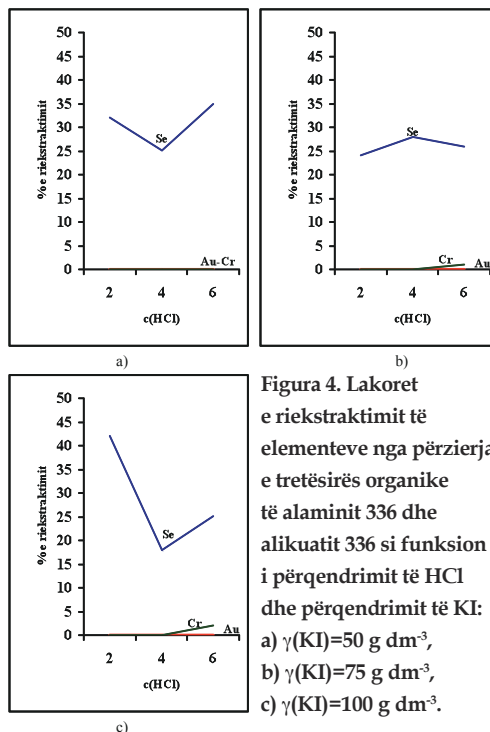 50
45
40
35
30
25
20
15
10
5
0
%e riekstraktimit
Se
Au-Cr
2 4 6
c(HCl)
a)
50
45
40
35
30
25
20
15
10
5
0
%e riekstraktimit
Se
Cr Au
2 4 6
c(HCl)
b)
50
45
40
35
30
25
20
15
10
5
0
%e riekstraktimit
Se
Cr Au
2 4 6
c(HCl)
c)
Figura 4. Lakoret
e riekstraktimit të
elementeve nga përzierja
e tretësirës organike
të alaminit 336 dhe
alikuatit 336 si funksion
i përqendrimit të HCl
dhe përqendrimit të KI:
a) γ(KI)=50 g dm⁻³,
b) γ(KI)=75 g dm⁻³,
c) γ(KI)=100 g dm⁻³.